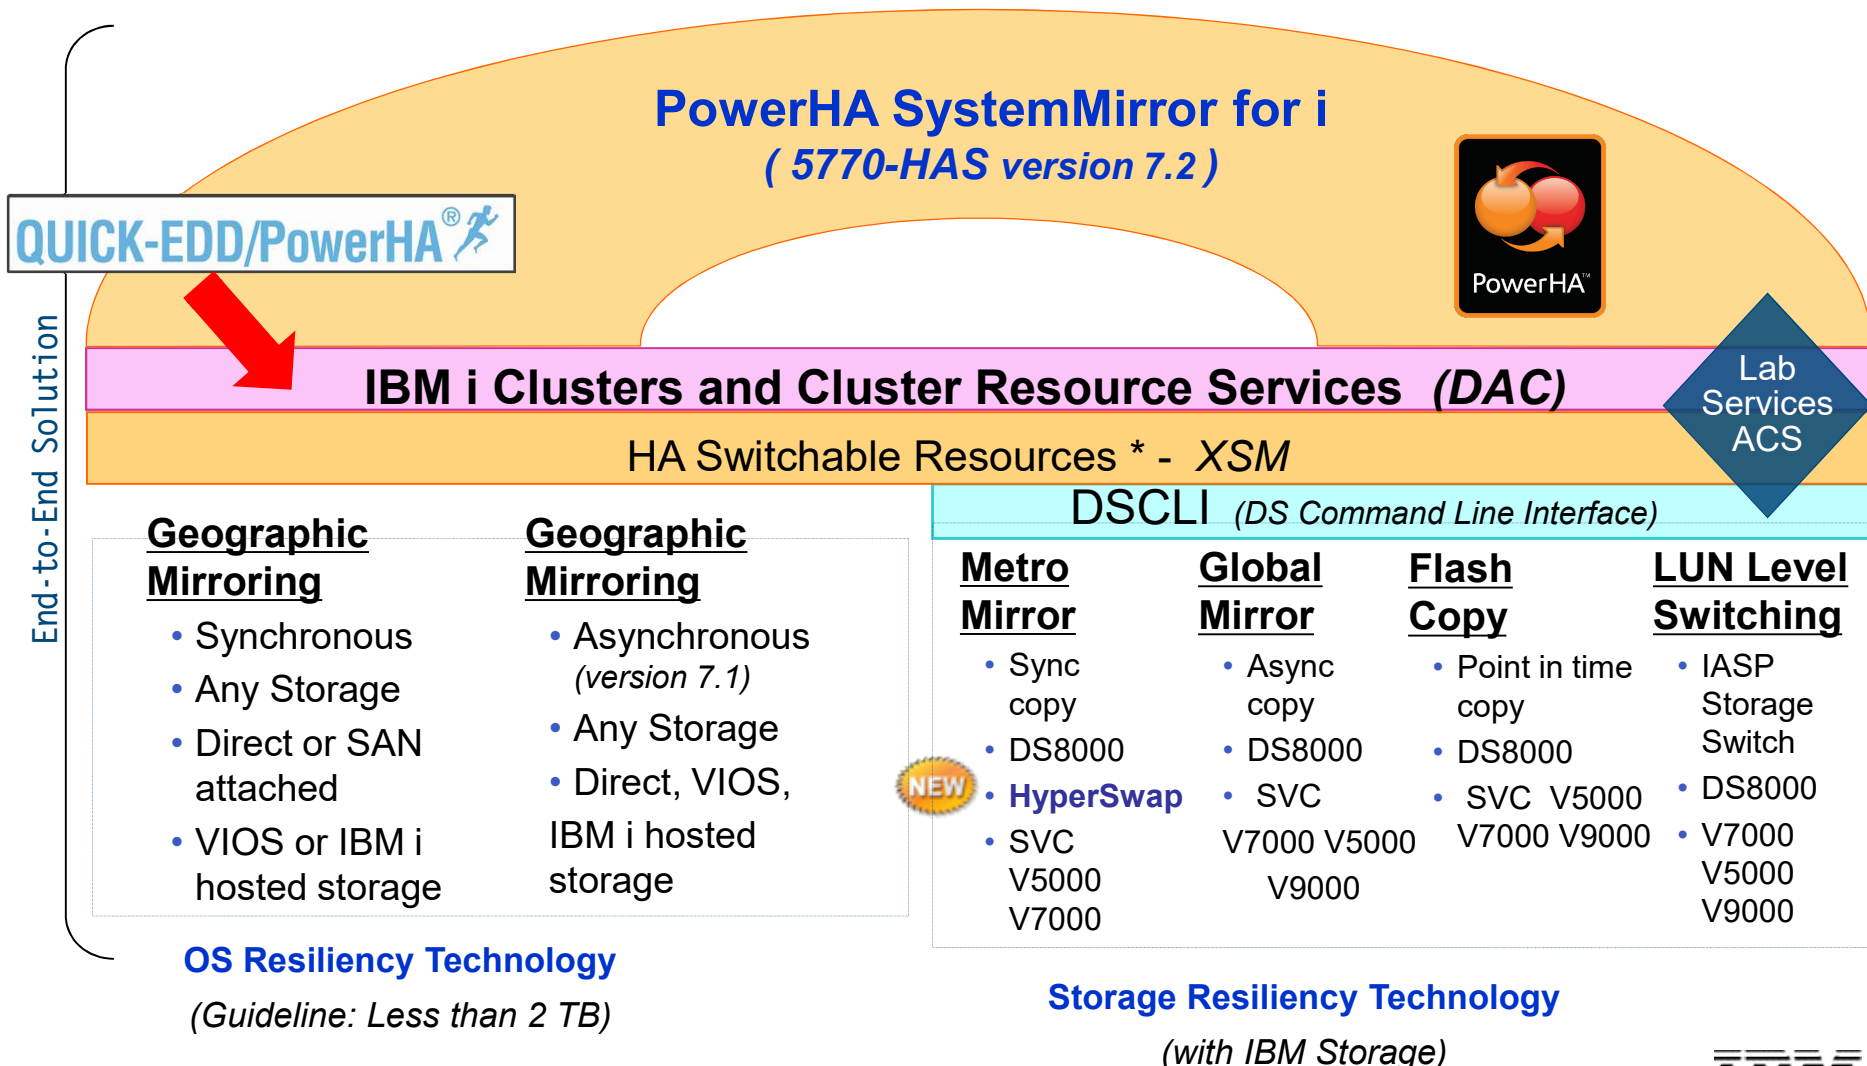 PowerHA SystemMirror for i
( 5770-HAS version 7.2 )
QUICK-EDD/PowerHA®
PowerHA™
End-to-End Solution
IBM i Clusters and Cluster Resource Services (DAC)
Lab
Services
ACS
HA Switchable Resources * - XSM
DSCLI (DS Command Line Interface)
Geographic
Mirroring
• Synchronous
• Any Storage
• Direct or SAN
attached
• VIOS or IBM i
hosted storage
Geographic
Mirroring
• Asynchronous
(version 7.1)
• Any Storage
• Direct, VIOS,
IBM i hosted
storage
Metro
Mirror
• Sync
copy
• DS8000
NEW
• HyperSwap
• SVC
V5000
V7000
Global
Mirror
• Async
copy
• DS8000
• SVC
V7000 V5000
V9000
Flash
Copy
• Point in time
copy
• DS8000
• SVC V5000
V7000 V9000
LUN Level
Switching
• IASP
Storage
Switch
• DS8000
• V7000
V5000
V9000
OS Resiliency Technology
(Guideline: Less than 2 TB)
Storage Resiliency Technology
(with IBM Storage)